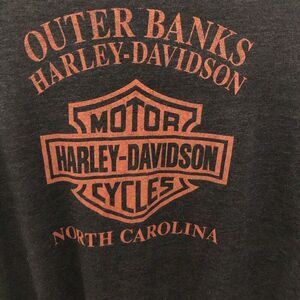 OUTER BANKS
HARLEY-DAVIDSON
MOTOR
HARLEY-DAVIDSON
CYCLES
NORTH CAROLINA